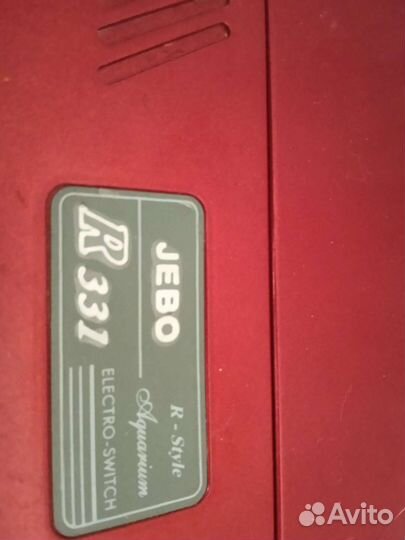 JEBO
R 331
R - Style
Aquarium
ELECTRO-SWITCH
Avito